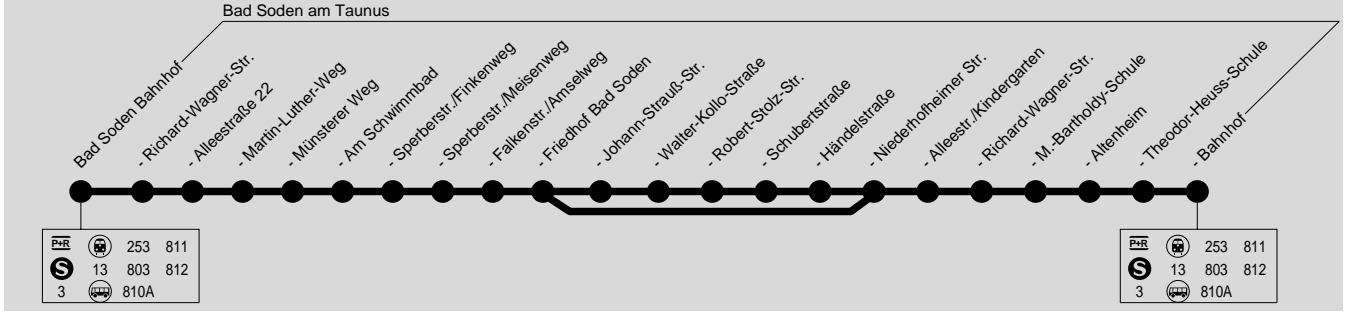 Bad Soden am Taunus
Bad Soden Bahnhof
- Richard-Wagner-Str.
- Alleestraße 22
- Martin-Luther-Weg
- Münsterer Weg
- Am Schwimmbad
- Sperberstr./Finkenweg
- Sperberstr./Meisenweg
- Falkenstr./Amselweg
- Friedhof Bad Soden
- Johann-Strauß-Str.
- Walter-Kollo-Straße
- Robert-Stolz-Str.
- Schubertstraße
- Händelstraße
- Niederhofheimer Str.
- Alleestr./Kindergarten
- Richard-Wagner-Str.
- M.-Bartholdy-Schule
- Altenheim
- Theodor-Heuss-Schule
- Bahnhof
P+R 253 811
S 13 803 812
3 810A
P+R 253 811
S 13 803 812
3 810A